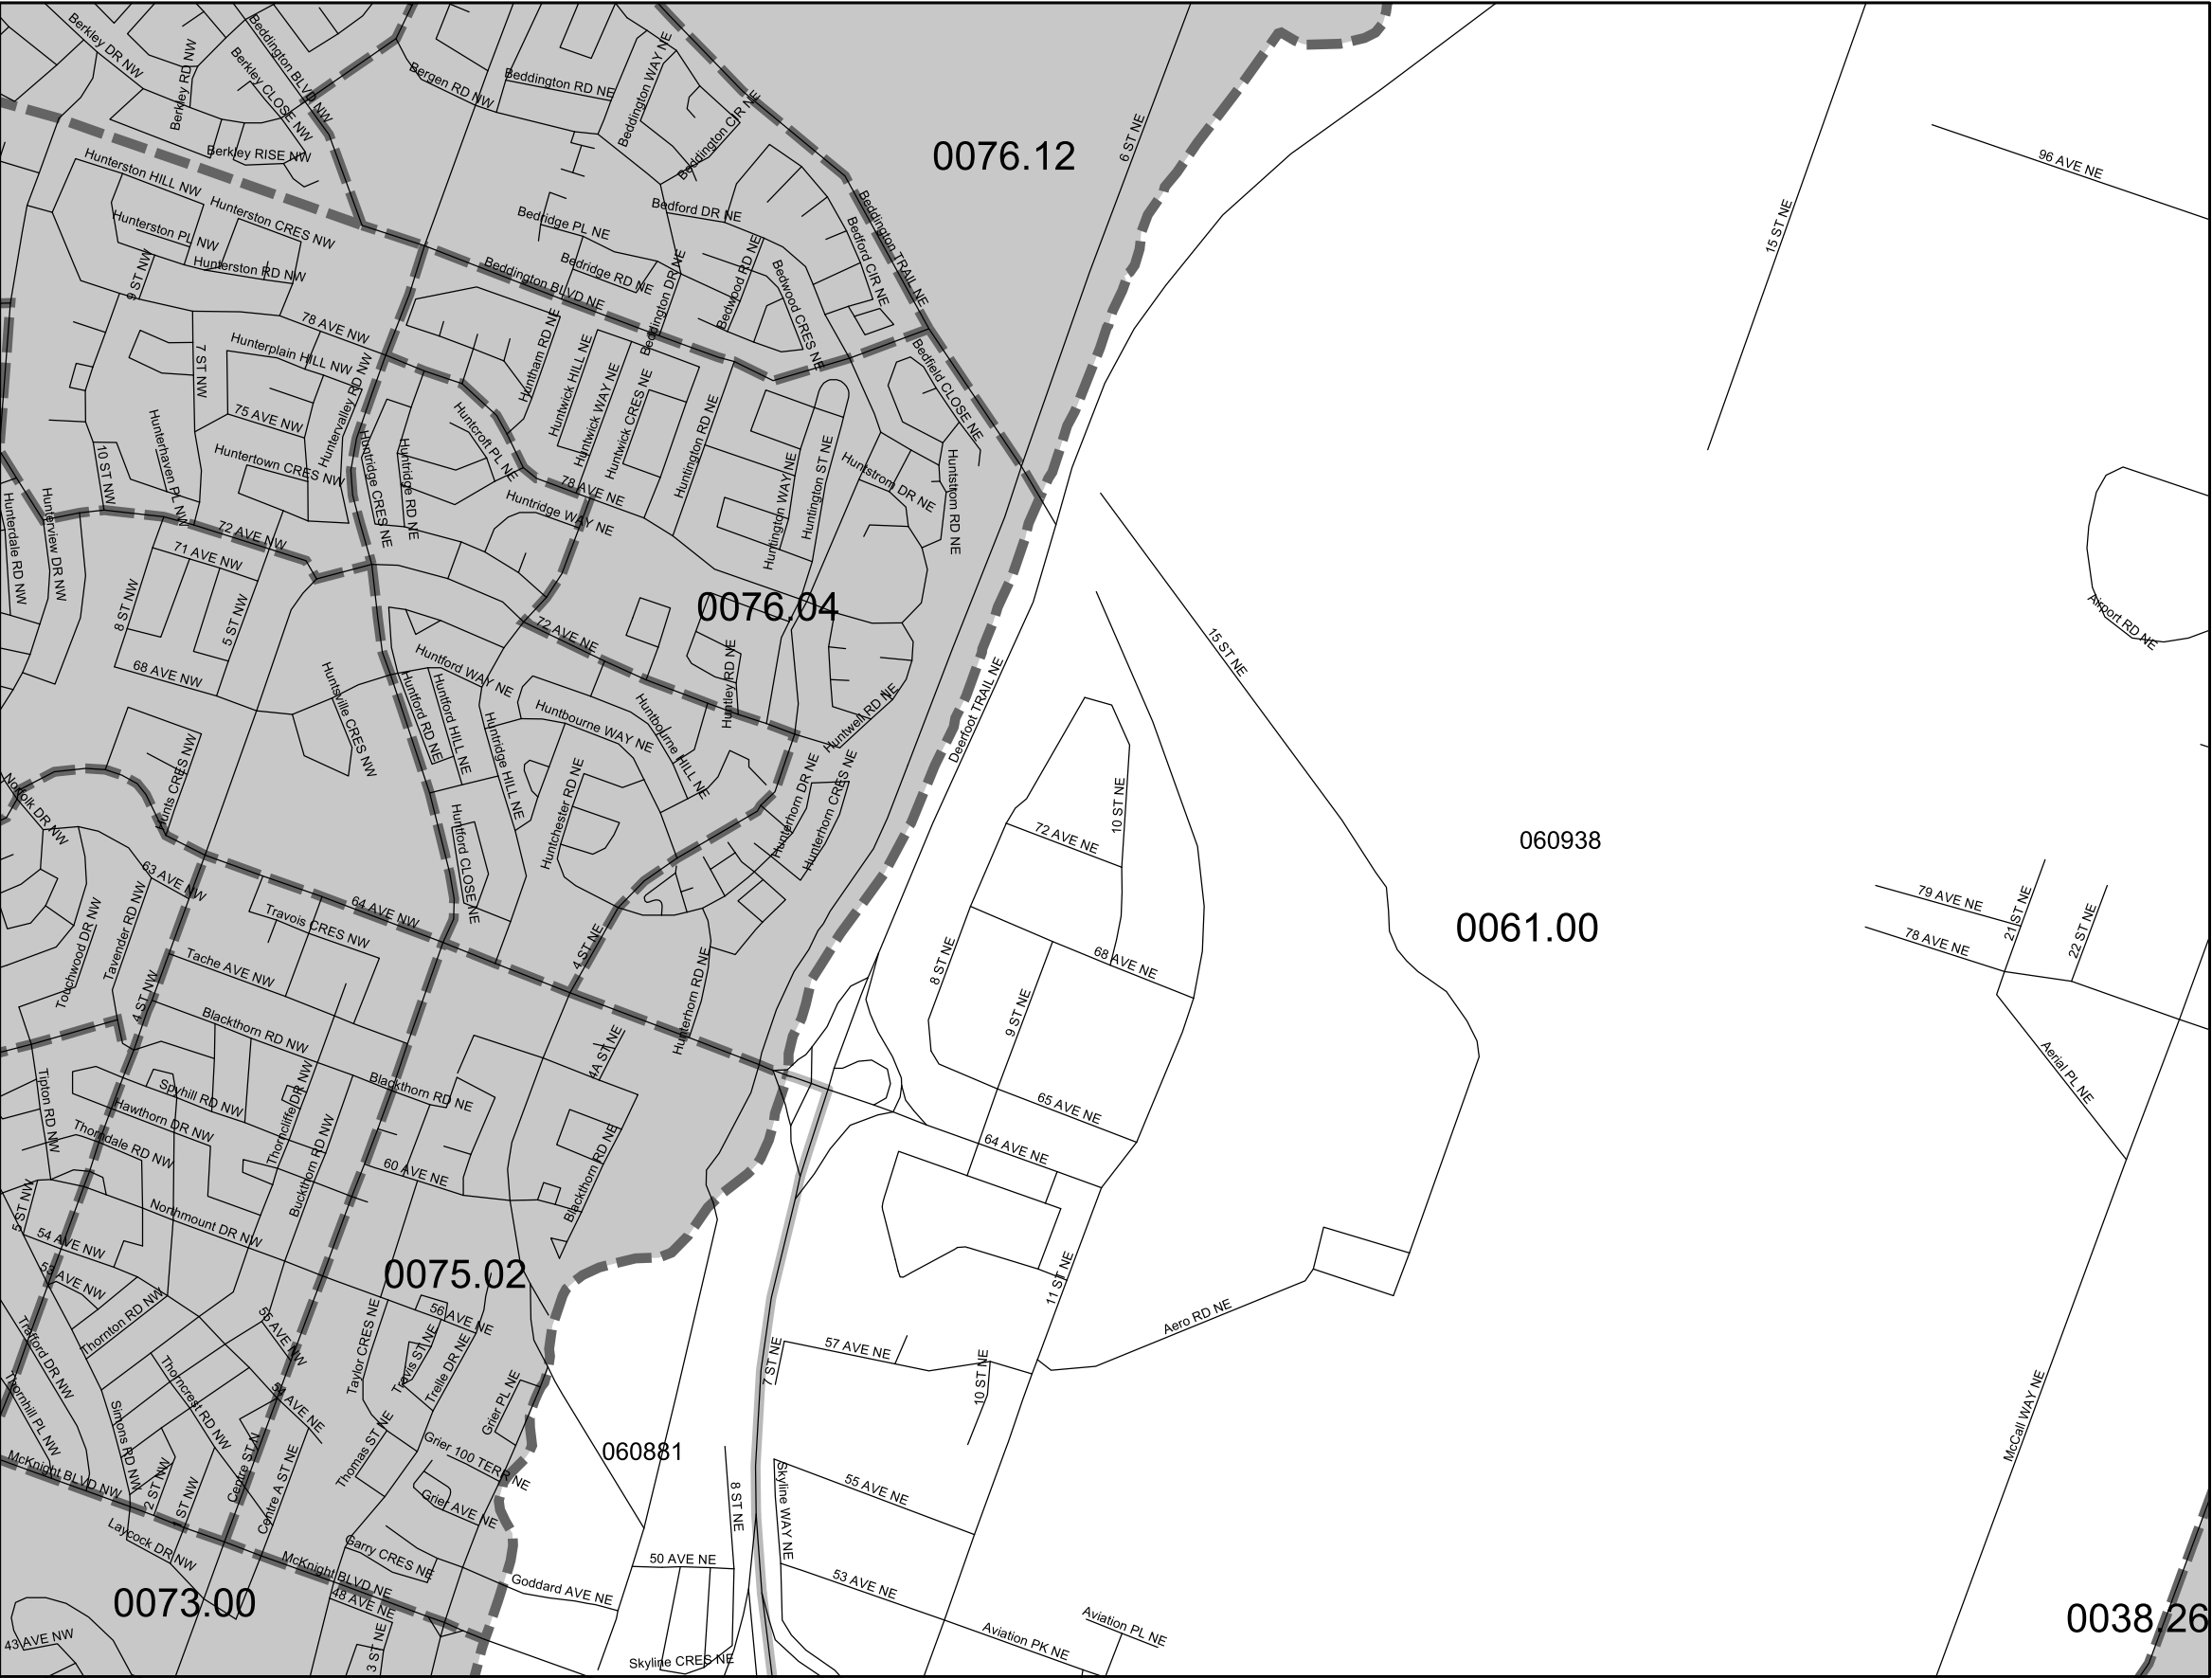 Berkley DR NW
Berkley RD NW
Beddington BLVD NW
Berkley CLOSE NW
Berkley RISE NW
Bergen RD NW
Beddington RD NE
Beddington WAY NE
Beddington CIR NE
0076.12
6 ST NE
15 ST NE
96 AVE NE
Hunterston HILL NW
Hunterston CRES NW
Hunterston PL NW
Hunterston RD NW
9 ST NW
Bedford DR NE
Bedridge PL NE
Bedridge RD NE
Beddington BLVD NE
Beddington DR NE
Bedwood RD NE
Bedwood CRES NE
Bedford CIR NE
Beddington TRAIL NE
78 AVE NW
Hunterplain HILL NW
7 ST NW
75 AVE NW
Huntervalley RD NW
Huntham RD NE
Huntwick HILL NE
Huntwick WAY NE
Huntwick CRES NE
Huntington RD NE
Bedfield CLOSE NE
Huntcroft PL NE
Hunterhaven PL NW
10 ST NW
Huntertown CRES NW
Huntridge CRES NE
Huntridge RD NE
78 AVE NE
Huntridge WAY NE
Huntington WAY NE
Huntington ST NE
Huntstrom DR NE
Huntstrom RD NE
Hunterdale RD NW
Hunterview DR NW
72 AVE NW
71 AVE NW
8 ST NW
5 ST NW
68 AVE NW
0076.04
72 AVE NE
Airport RD NE
15 ST NE
Huntsville CRES NW
Huntford WAY NE
Huntford RD NE
Huntford HILL NE
Huntridge HILL NE
Huntbourne WAY NE
Huntbourne HILL NE
Huntley RD NE
Huntwell RD NE
Deerfoot TRAIL NE
Hunts CRES NW
Norfolk DR NW
Huntchester RD NE
Huntford CLOSE NE
Hunterhorn DR NE
Hunterhorn CRES NE
10 ST NE
72 AVE NE
060938
0061.00
79 AVE NE
78 AVE NE
21 ST NE
22 ST NE
63 AVE NW
64 AVE NW
Travois CRES NW
Tache AVE NW
Touchwood DR NW
Tavender RD NW
4 ST NW
4 ST NE
Hunterhorn RD NE
8 ST NE
68 AVE NE
9 ST NE
Blackthorn RD NW
4A ST NE
Aerial PL NE
Tipton RD NW
Spyhill RD NW
Hawthorn DR NW
Thorndale RD NW
Thorncliffe DR NW
Buckthorn RD NW
Blackthorn RD NE
65 AVE NE
64 AVE NE
60 AVE NE
Blackthorn RD NE
5 ST NW
54 AVE NW
53 AVE NW
Northmount DR NW
0075.02
56 AVE NE
11 ST NE
Aero RD NE
Thornton RD NW
55 AVE NW
Trafford DR NW
Thornhill PL NW
Taylor CRES NE
Travis ST NE
Trelle DR NE
57 AVE NE
7 ST NE
10 ST NE
Thorncrest RD NW
54 AVE NE
Simons RD NW
Grier PL NE
Thomas ST NE
Grier 100 TERR NE
060881
McCall WAY NE
McKnight BLVD NW
2 ST NW
1 ST NW
Centre ST N
Centre A ST NE
Grier AVE NE
8 ST NE
Skyline WAY NE
55 AVE NE
Laycock DR NW
McKnight BLVD NE
Garry CRES NE
Goddard AVE NE
50 AVE NE
53 AVE NE
0073.00
48 AVE NE
43 AVE NW
3 ST NE
Skyline CRES NE
Aviation PK NE
Aviation PL NE
0038.26